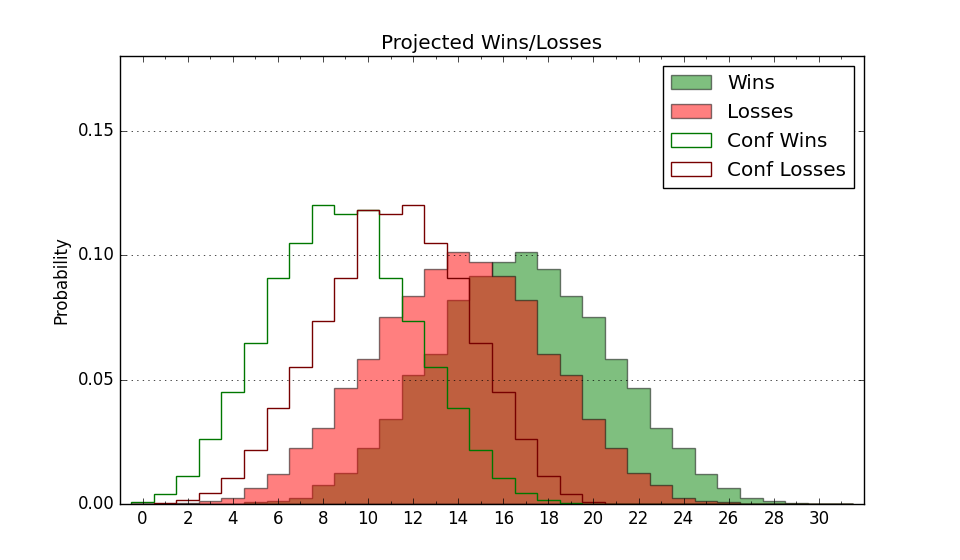 Projected Wins/Losses
Wins
Losses
Conf Wins
Conf Losses
Probability
0.15
0.10
0.05
0.00
0 2 4 6 8 10 12 14 16 18 20 22 24 26 28 30